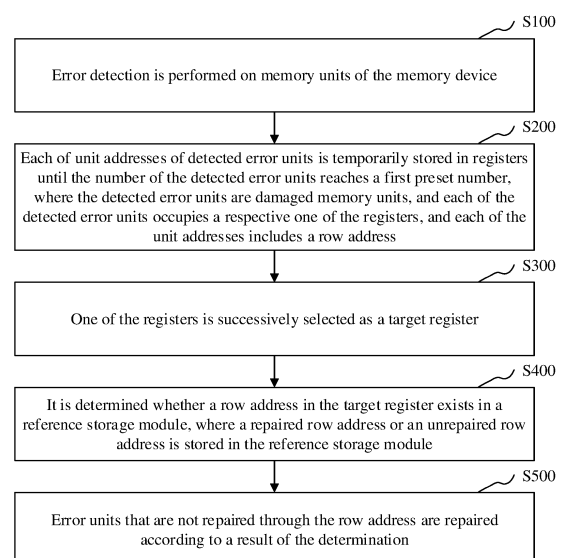 S100
Error detection is performed on memory units of the memory device
S200
Each of unit addresses of detected error units is temporarily stored in registers
until the number of the detected error units reaches a first preset number,
where the detected error units are damaged memory units, and each of the
detected error units occupies a respective one of the registers, and each of the
unit addresses includes a row address
S300
One of the registers is successively selected as a target register
S400
It is determined whether a row address in the target register exists in a
reference storage module, where a repaired row address or an unrepaired row
address is stored in the reference storage module
S500
Error units that are not repaired through the row address are repaired
according to a result of the determination